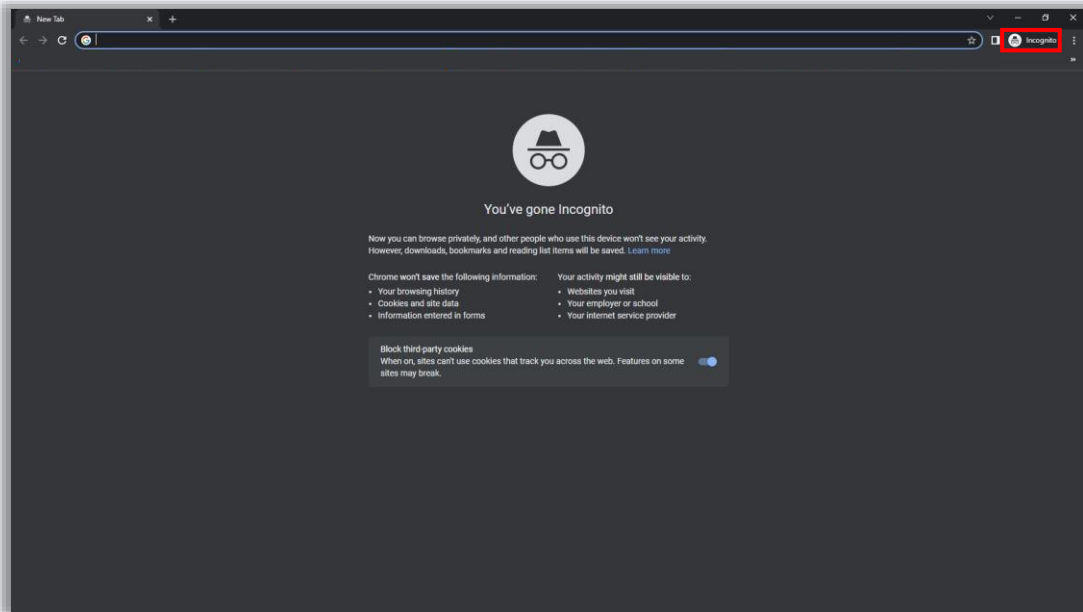 New Tab
Incognito
You've gone Incognito
Now you can browse privately, and other people who use this device won't see your activity.
However, downloads, bookmarks and reading list items will be saved. Learn more
Chrome won't save the following information:
• Your browsing history
• Cookies and site data
• Information entered in forms
Your activity might still be visible to:
• Websites you visit
• Your employer or school
• Your internet service provider
Block third-party cookies
When on, sites can't use cookies that track you across the web. Features on some
sites may break.